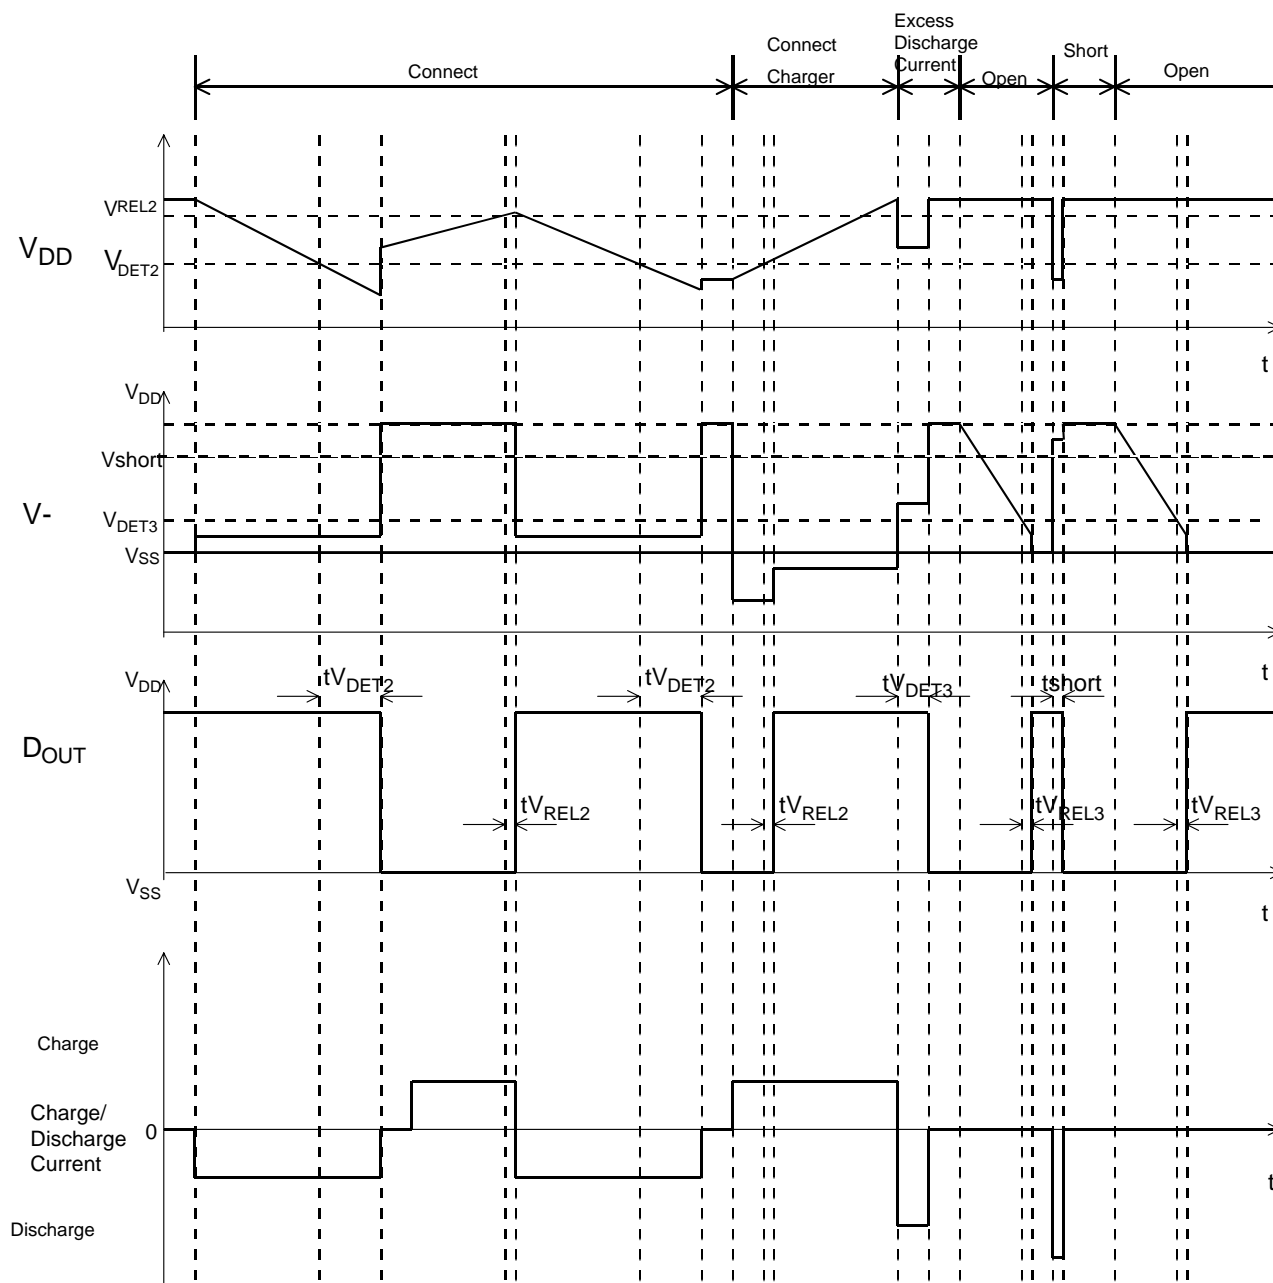 Excess
Discharge
Current
Connect
Connect
Charger
Open
Short
Open
VREL2
VDD
VDET2
t
VDD
Vshort
V-
VDET3
VSS
t
VDD
tVDET2
tVDET2
tVDET3
tshort
DOUT
tVREL2
tVREL2
tVREL3
tVREL3
VSS
t
Charge
Charge/
Discharge
Current
0
t
Discharge